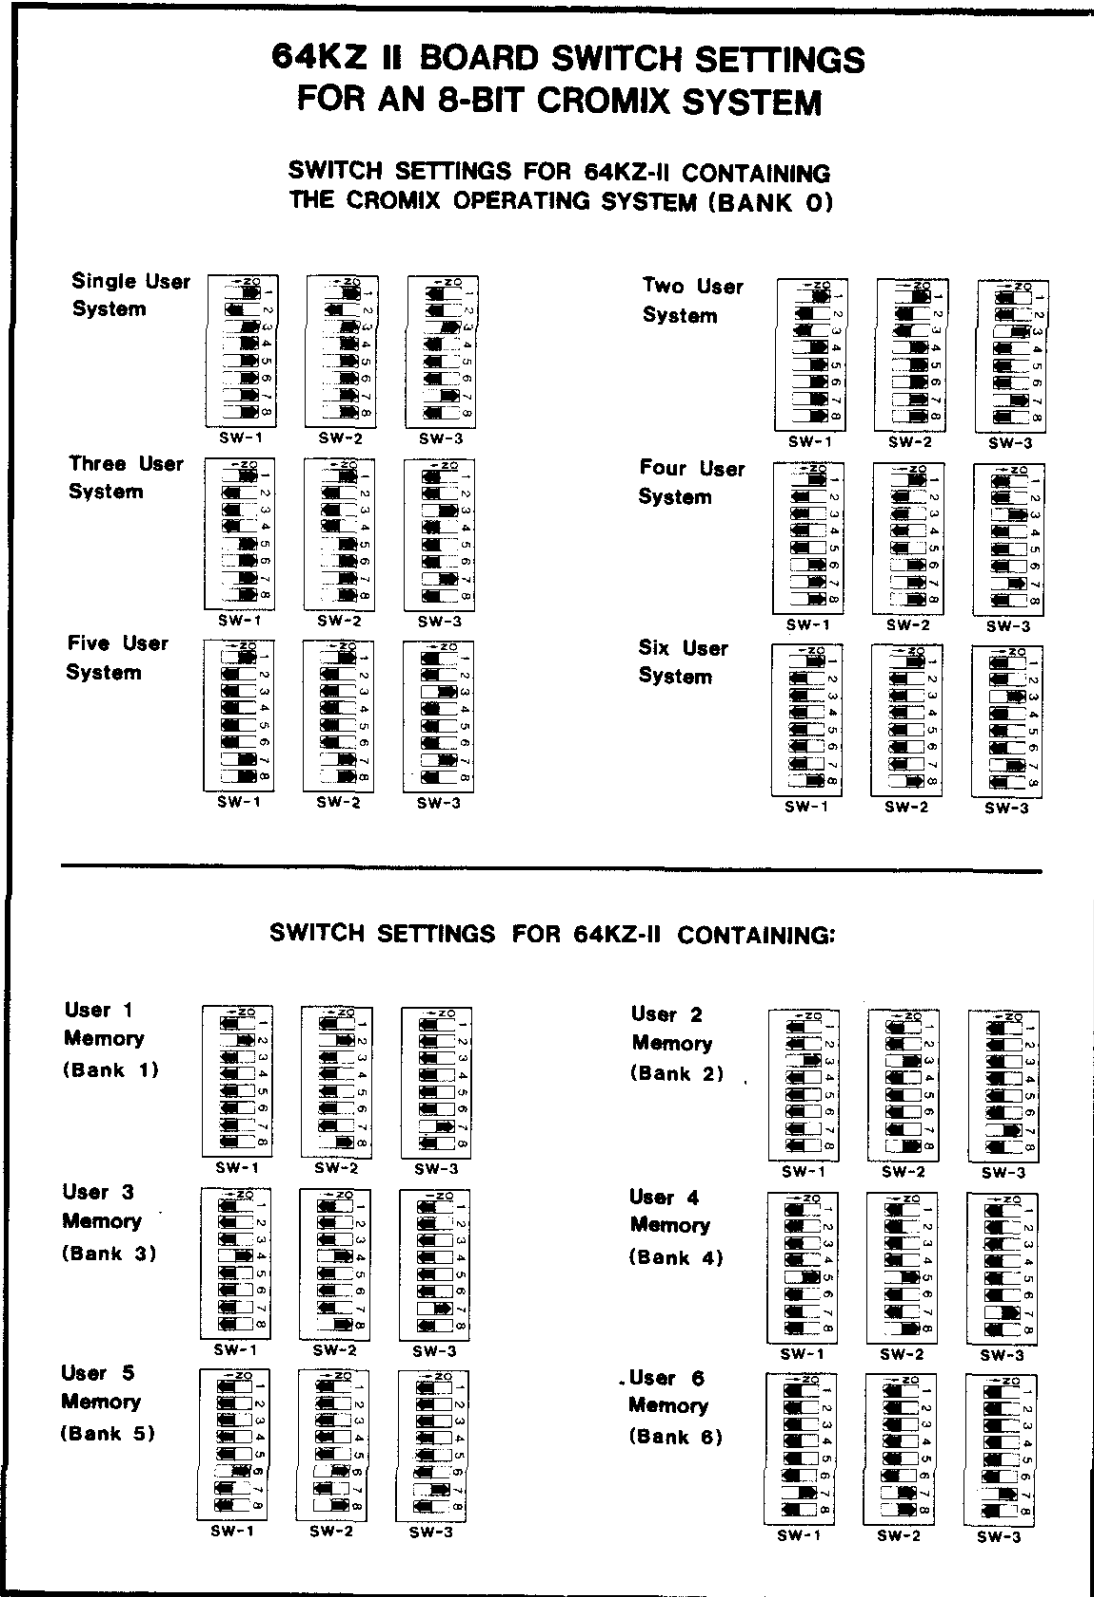 64KZ II BOARD SWITCH SETTINGS
FOR AN 8-BIT CROMIX SYSTEM
SWITCH SETTINGS FOR 64KZ-II CONTAINING
THE CROMIX OPERATING SYSTEM (BANK 0)
Single User
System
SW-1 SW-2 SW-3
Two User
System
SW-1 SW-2 SW-3
Three User
System
SW-1 SW-2 SW-3
Four User
System
SW-1 SW-2 SW-3
Five User
System
SW-1 SW-2 SW-3
Six User
System
SW-1 SW-2 SW-3
SWITCH SETTINGS FOR 64KZ-II CONTAINING:
User 1
Memory
(Bank 1)
SW-1 SW-2 SW-3
User 2
Memory
(Bank 2)
SW-1 SW-2 SW-3
User 3
Memory
(Bank 3)
SW-1 SW-2 SW-3
User 4
Memory
(Bank 4)
SW-1 SW-2 SW-3
User 5
Memory
(Bank 5)
SW-1 SW-2 SW-3
User 6
Memory
(Bank 6)
SW-1 SW-2 SW-3